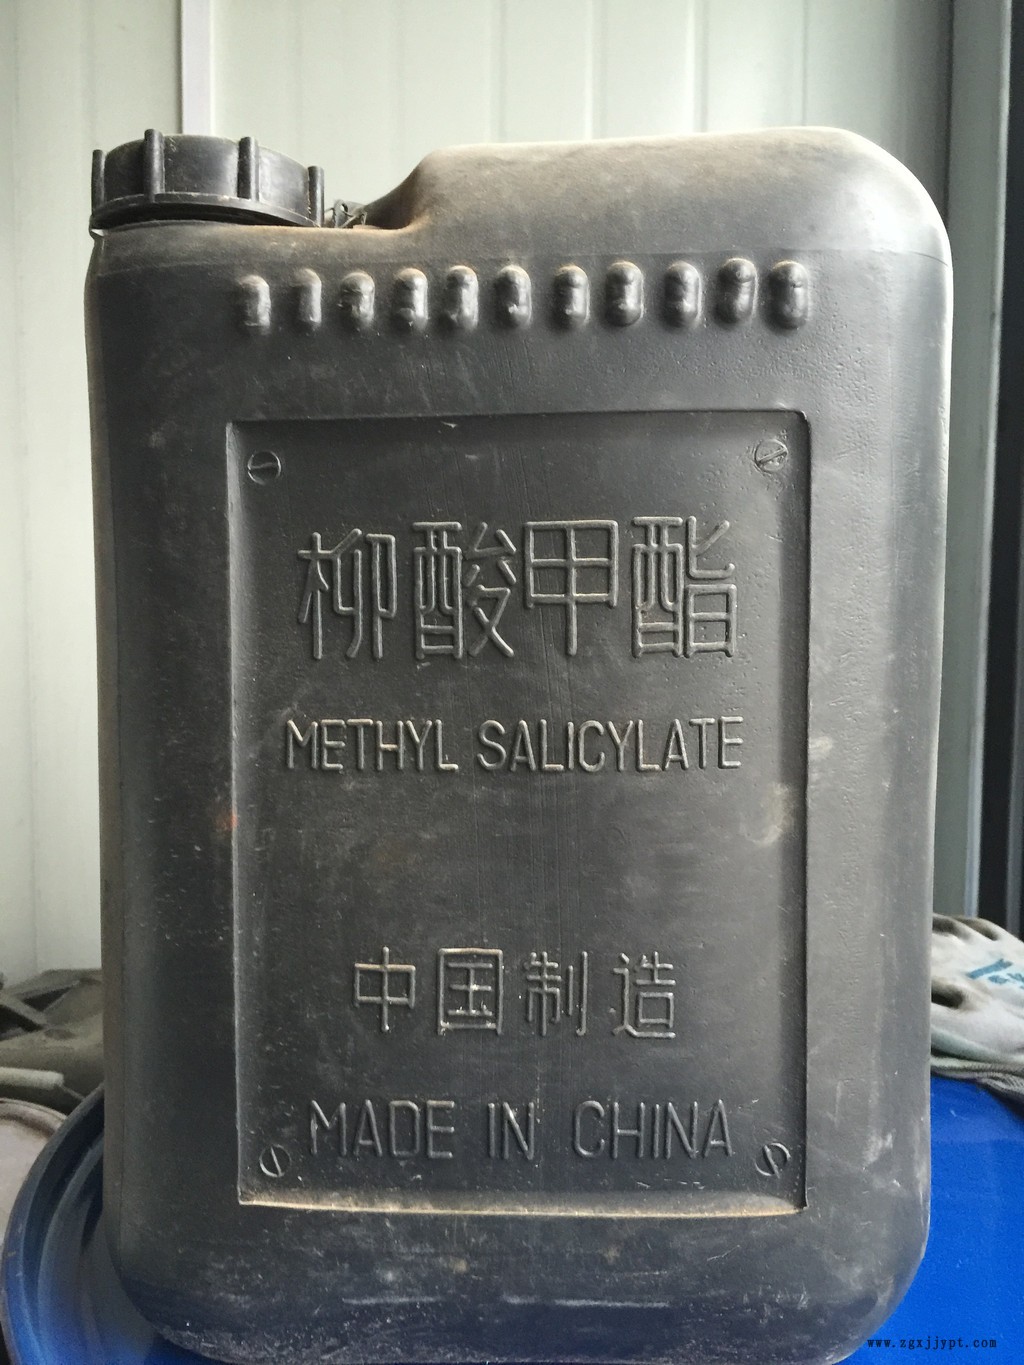 柳酸甲酯
METHYL SALICYLATE
中国制造
MADE IN CHINA
www.zgxjjypt.com